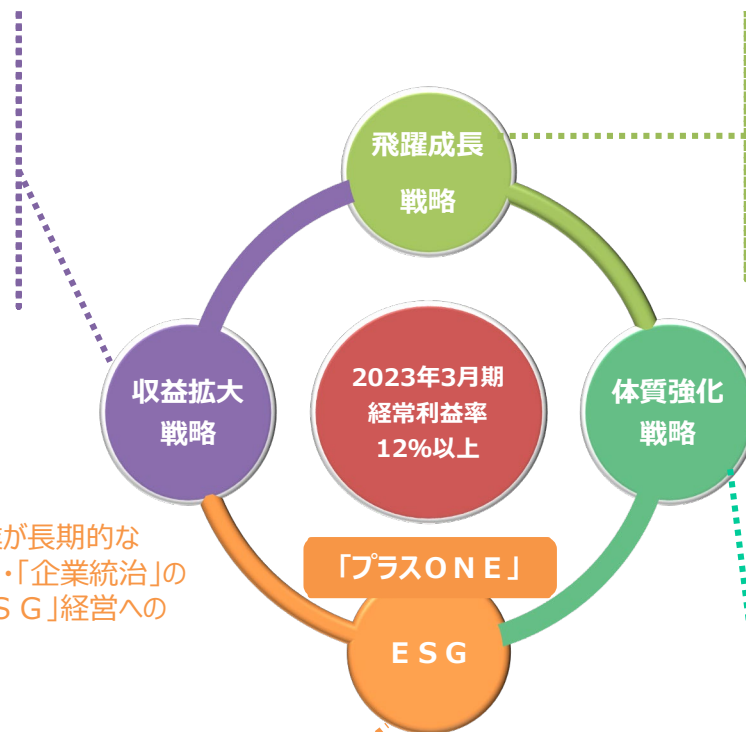 飛躍成長
戦略
収益拡大
戦略
2023年3月期
経常利益率
12%以上
体質強化
戦略
が長期的な
・「企業統治」の
ＳＧ」経営への
「プラスＯＮＥ」
ＥＳＧ